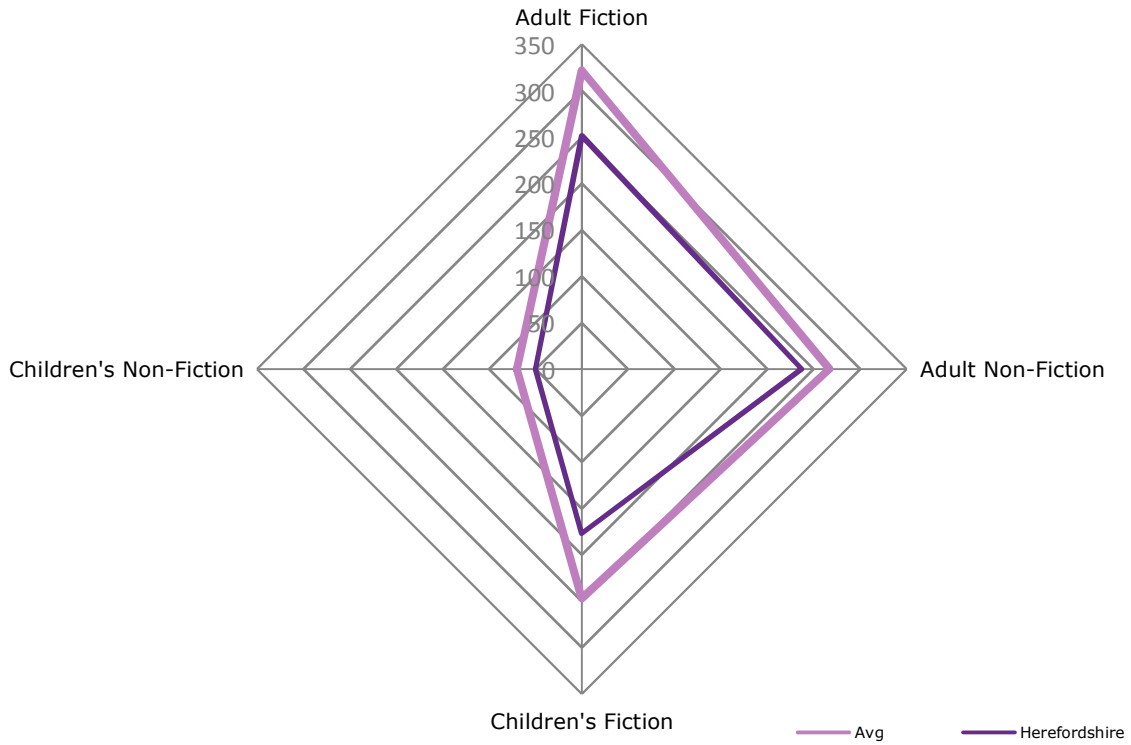 Adult Fiction
350
300
250
200
150
100
50
0
Children's Non-Fiction
Adult Non-Fiction
Children's Fiction
Avg
Herefordshire